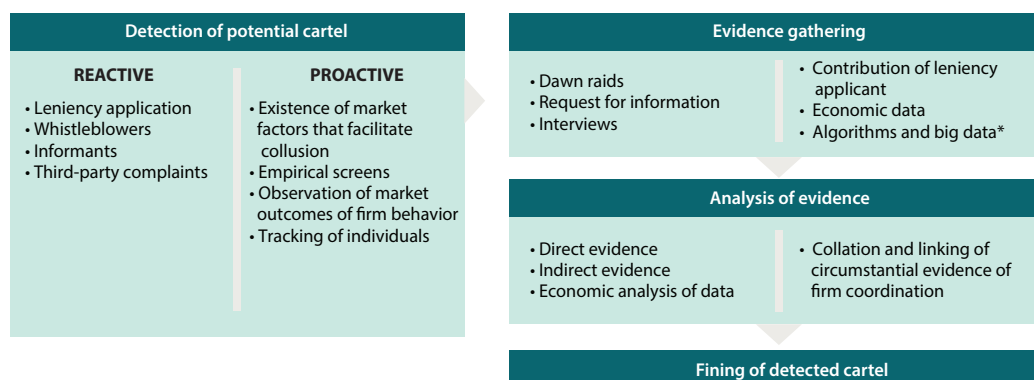 Detection of potential cartel
REACTIVE
• Leniency application
• Whistleblowers
• Informants
• Third-party complaints
PROACTIVE
• Existence of market
factors that facilitate
collusion
• Empirical screens
• Observation of market
outcomes of firm behavior
• Tracking of individuals
Evidence gathering
• Dawn raids
• Request for information
• Interviews
• Contribution of leniency
applicant
• Economic data
• Algorithms and big data*
Analysis of evidence
• Direct evidence
• Indirect evidence
• Economic analysis of data
• Collation and linking of
circumstantial evidence of
firm coordination
Fining of detected cartel